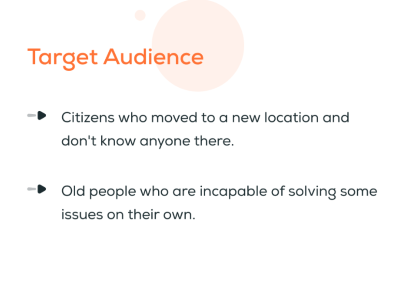 Target Audience
Citizens who moved to a new location and
don't know anyone there.
Old people who are incapable of solving some
issues on their own.